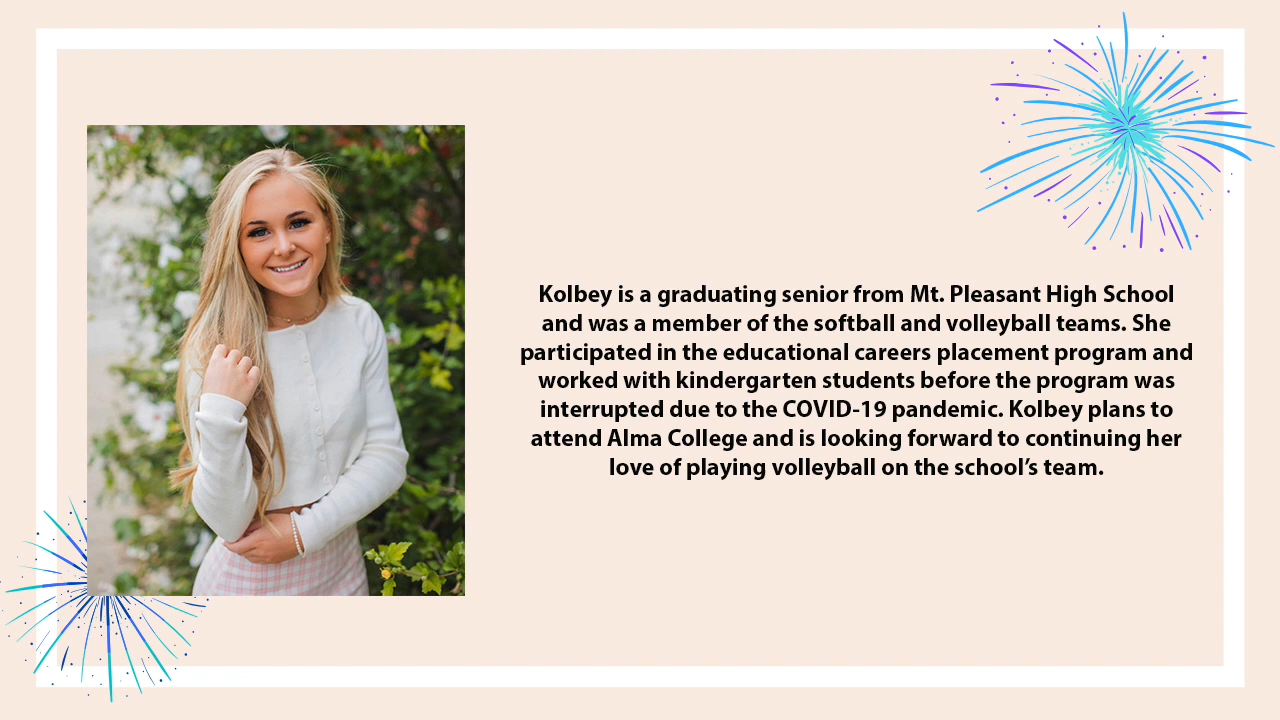 Kolbey is a graduating senior from Mt. Pleasant High School
and was a member of the softball and volleyball teams. She
participated in the educational careers placement program and
worked with kindergarten students before the program was
interrupted due to the COVID-19 pandemic. Kolbey plans to
attend Alma College and is looking forward to continuing her
love of playing volleyball on the school’s team.